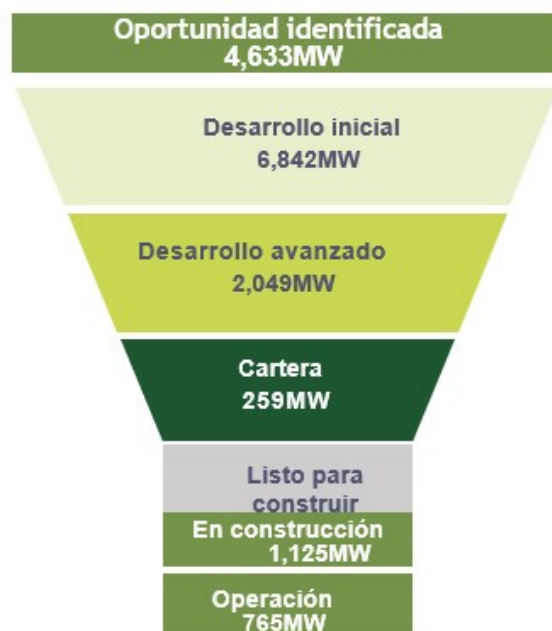 Oportunidad identificada
4,633MW
Desarrollo inicial
6,842MW
Desarrollo avanzado
2,049MW
Cartera
259MW
Listo para
construir
En construcción
1,125MW
Operación
765MW